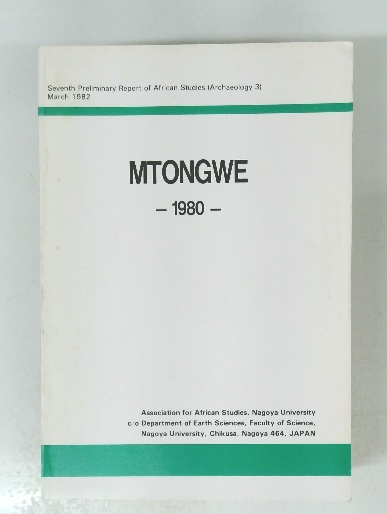 Seventh Preliminary Report of African Studies (Archaeology 3)
March 1982
MTONGWE
– 1980 –
Association for African Studies, Nagoya University
c/o Department of Earth Sciences, Faculty of Science,
Nagoya University, Chikusa, Nagoya 464, JAPAN